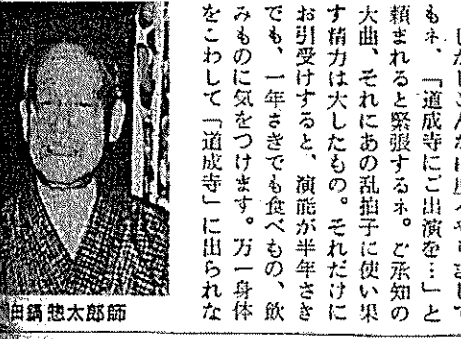 もネ、「道成寺にご出演を…」と
頼まれると緊張するネ。ご承知の
大曲、それにあの乱拍子に使い果
す精力は大したもの。それだけに
お引受けすると、演能が半年さき
でも、一年さきでも食べもの、飲
みものに気をつけます。万一身体
をこわして「道成寺」に出られな
田鍋惣太郎師